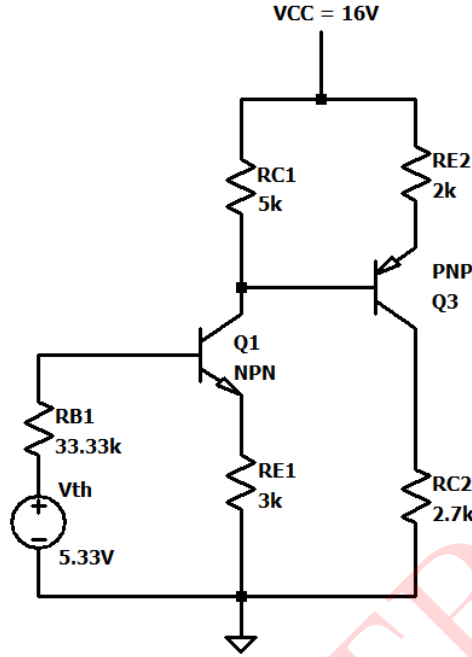 VCC = 16V
RC1
5k
RE2
2k
PNP
Q3
Q1
NPN
RB1
33.33k
Vth
5.33V
RE1
3k
RC2
2.7k